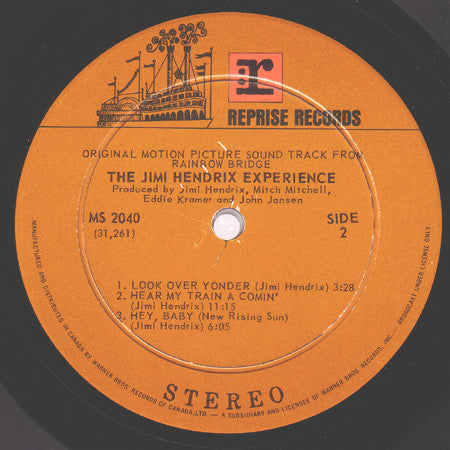 r
REPRISE RECORDS
ORIGINAL MOTION PICTURE SOUND TRACK FROM
RAINBOW BRIDGE
THE JIMI HENDRIX EXPERIENCE
Produced by Jimi Hendrix, Mitch Mitchell,
Eddie Kramer and John Jansen
MS 2040
(31,261)
SIDE
2
1. LOOK OVER YONDER (Jimi Hendrix) 3:28
2. HEAR MY TRAIN A COMIN'
(Jimi Hendrix) 11:15
3. HEY, BABY (New Rising Sun)
(Jimi Hendrix) 6:05
STEREO
MANUFACTURED AND DISTRIBUTED IN CANADA BY WARNER BROS. RECORDS OF CANADA, LTD. — A SUBSIDIARY AND LICENSEE OF WARNER BROS. RECORDS, INC. — BROADCAST UNDER LICENSE ONLY